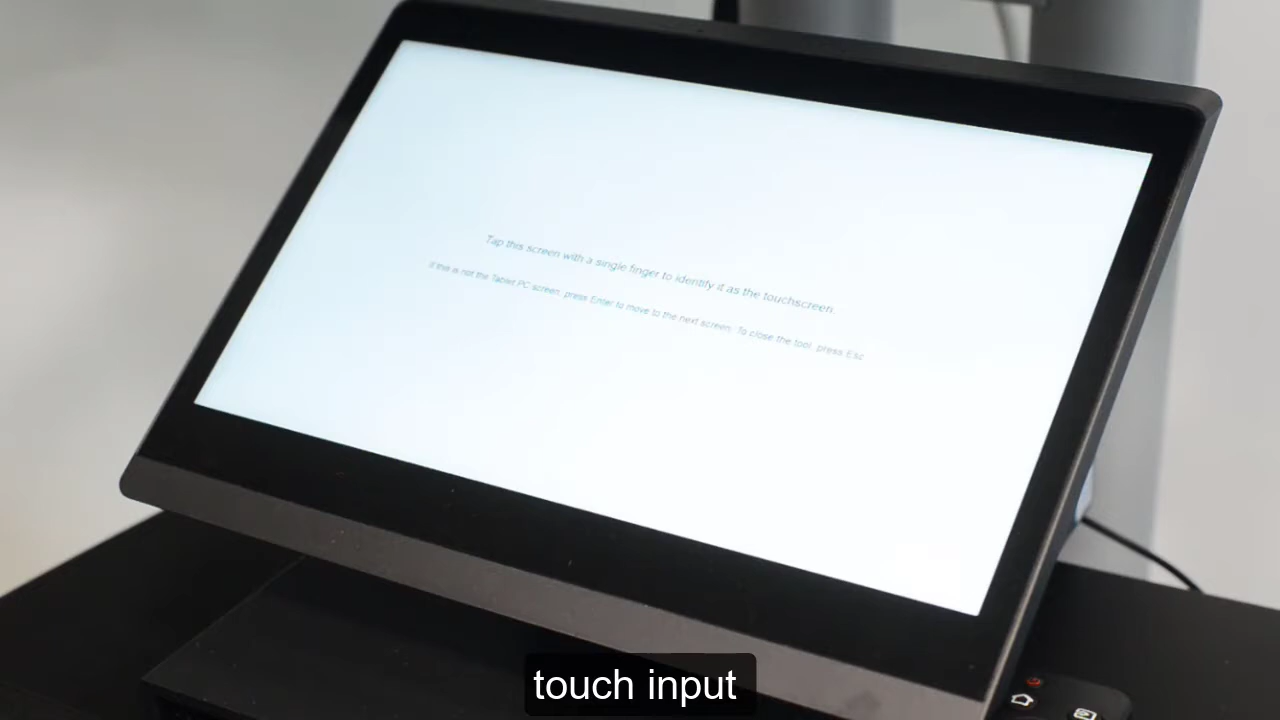 Tap this screen with a single finger to identify it as the touchscreen.
If this is not the Tablet PC screen, press Enter to move to the next screen. To close the tool, press Esc.
touch input